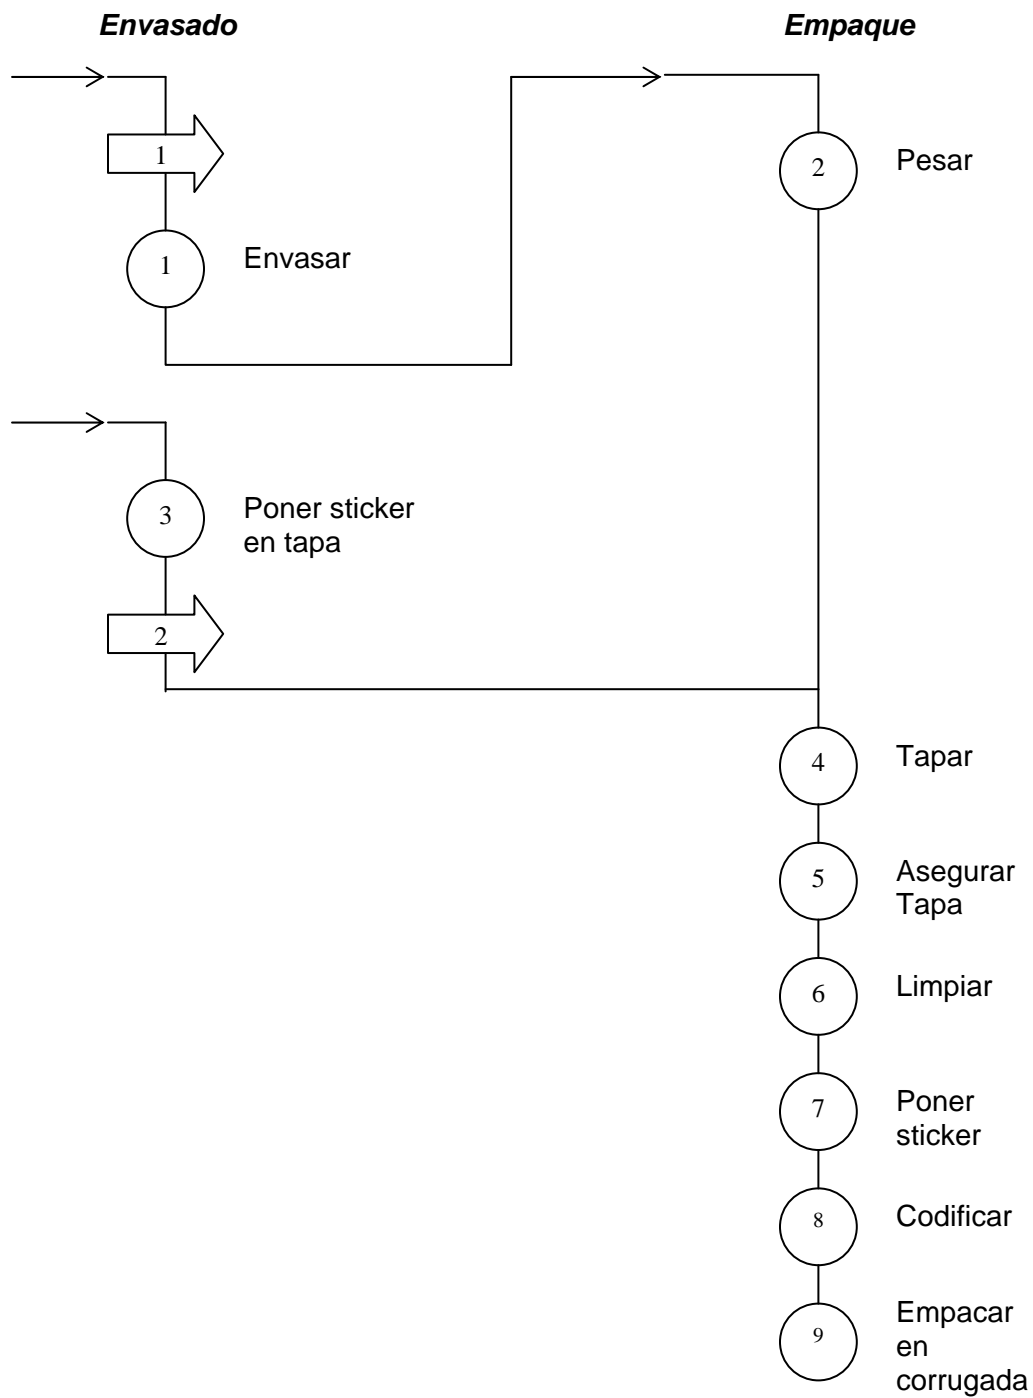 Envasado
Empaque
1
1
Envasar
2
Pesar
3
Poner sticker
en tapa
2
4
Tapar
5
Asegurar
Tapa
6
Limpiar
7
Poner
sticker
8
Codificar
9
Empacar
en
corrugada